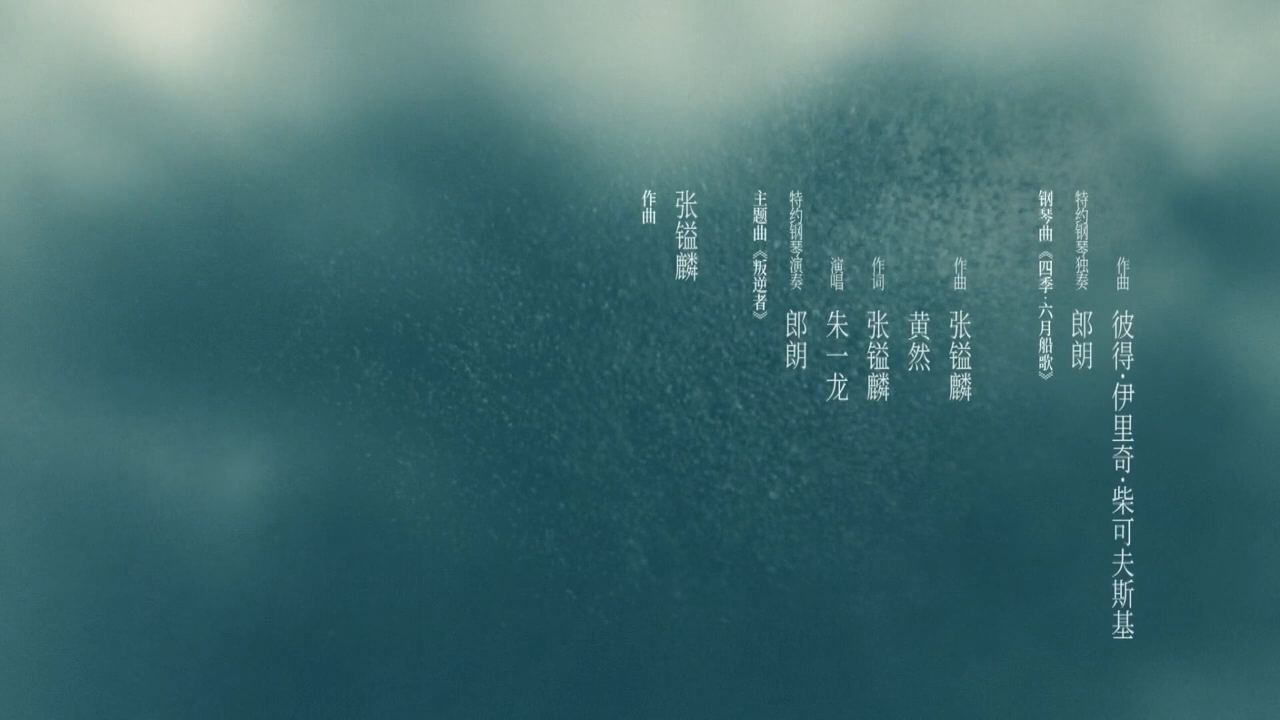 作曲
张镒麟
主题曲《叛逆者》
特约钢琴演奏 郎朗
演唱 朱一龙
作词 张镒麟
黄然
作曲 张镒麟
钢琴曲《四季:六月船歌》
特约钢琴独奏 郎朗
作曲 彼得·伊里奇·柴可夫斯基